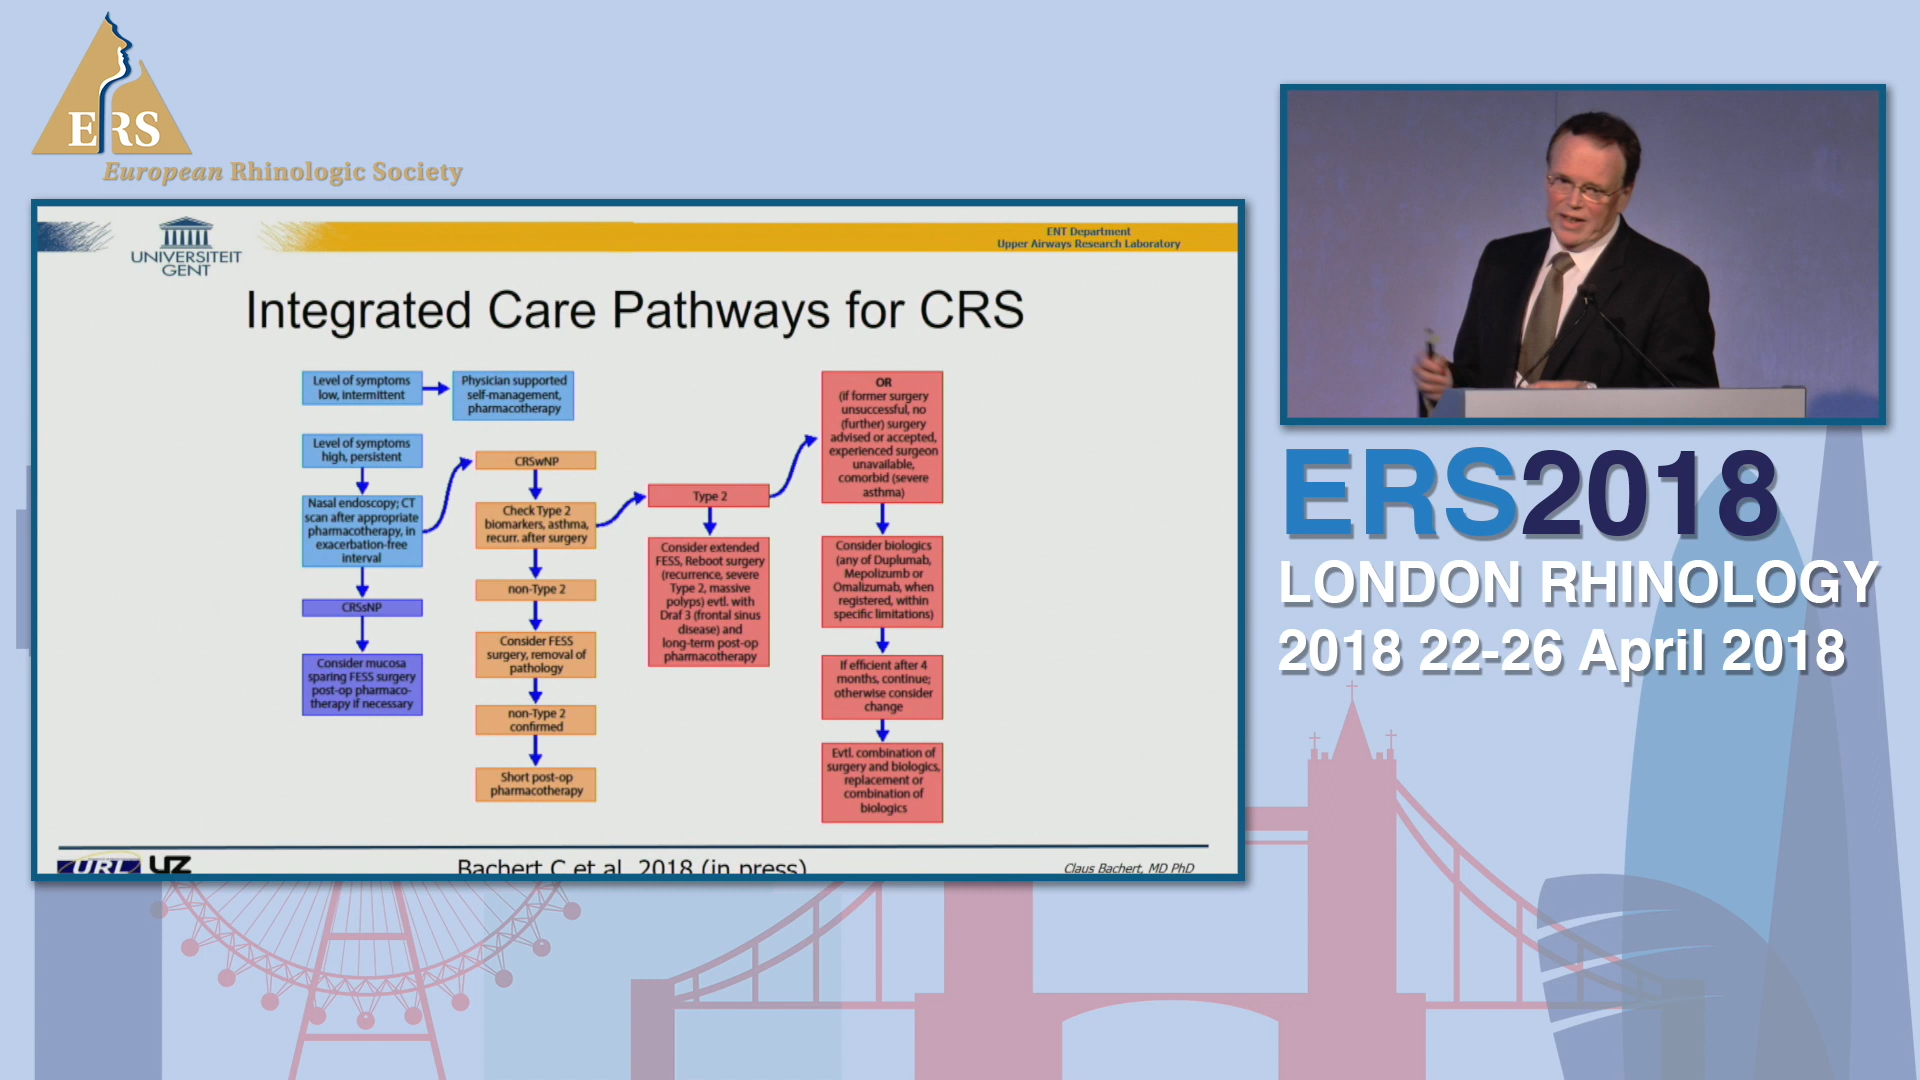 ERS
European Rhinologic Society
UNIVERSITEIT
GENT
ENT Department
Upper Airways Research Laboratory
Integrated Care Pathways for CRS
Level of symptoms
low, intermittent
Physician supported
self-management,
pharmacotherapy
Level of symptoms
high, persistent
Nasal endoscopy; CT
scan after appropriate
pharmacotherapy, in
exacerbation-free
interval
CRSsNP
Consider mucosa
sparing FESS surgery
post-op pharmaco-
therapy if necessary
CRSwNP
Check Type 2
biomarkers, asthma,
recurr. after surgery
non-Type 2
Consider FESS
surgery, removal of
pathology
non-Type 2
confirmed
Short post-op
pharmacotherapy
Type 2
Consider extended
FESS, Reboot surgery
(recurrence, severe
Type 2, massive
polyps) evtl. with
Draf 3 (frontal sinus
disease) and
long-term post-op
pharmacotherapy
OR
(if former surgery
unsuccessful, no
(further) surgery
advised or accepted,
experienced surgeon
unavailable,
comorbid (severe
asthma)
Consider biologics
(any of Duplumab,
Mepolizumb or
Omalizumab, when
registered, within
specific limitations)
If efficient after 4
months, continue;
otherwise consider
change
Evtl. combination of
surgery and biologics,
replacement or
combination of
biologics
URL
UZ
Bachert C et al. 2018 (in press)
Claus Bachert, MD PhD
ERS2018
LONDON RHINOLOGY
2018 22-26 April 2018